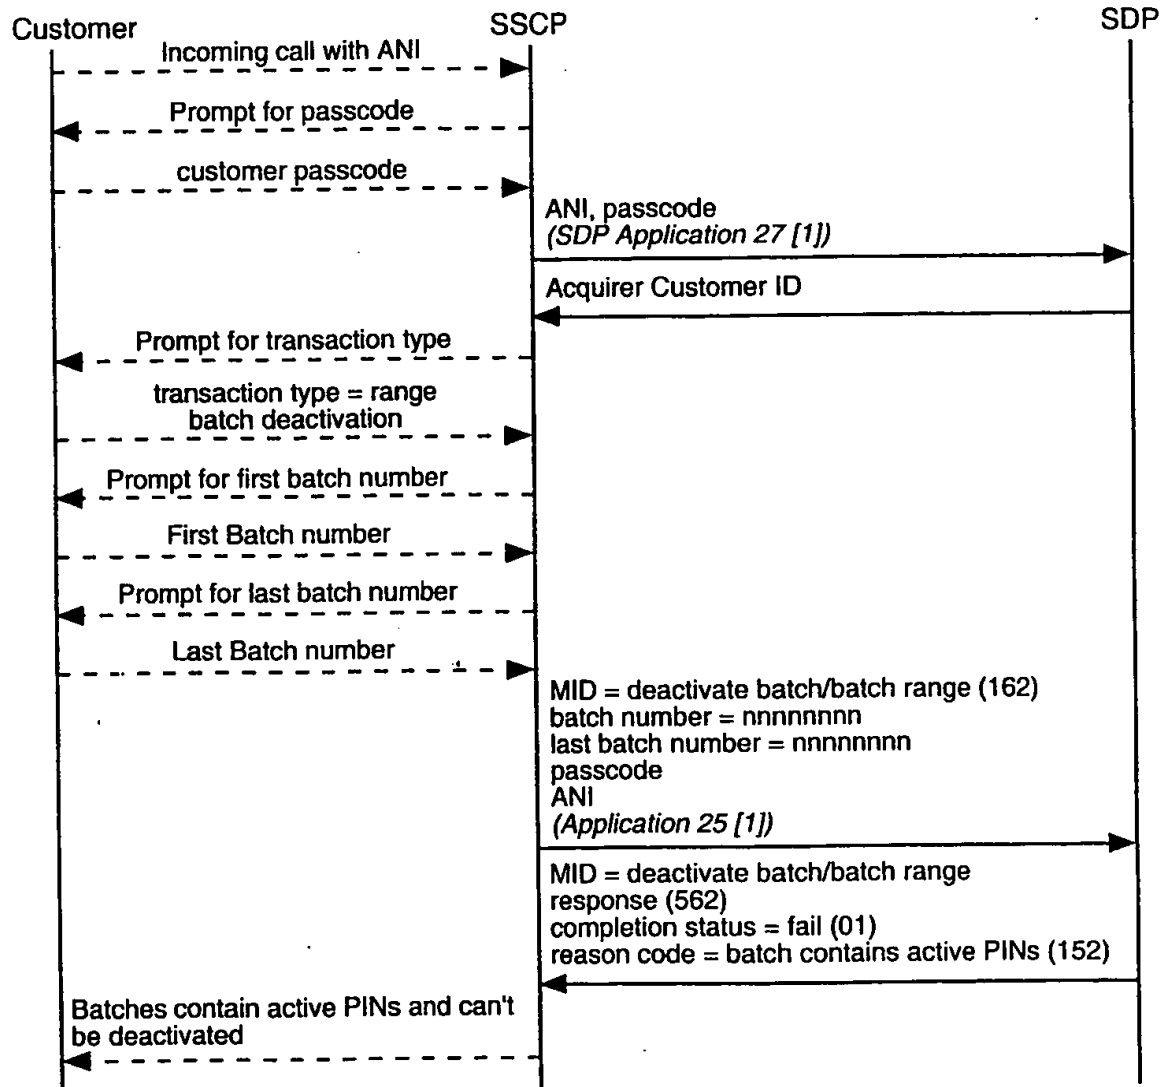 Customer
SSCP
SDP
Incoming call with ANI
Prompt for passcode
customer passcode
ANI, passcode
(SDP Application 27 [1])
Acquirer Customer ID
Prompt for transaction type
transaction type = range
batch deactivation
Prompt for first batch number
First Batch number
Prompt for last batch number
Last Batch number
MID = deactivate batch/batch range (162)
batch number = nnnnnnnn
last batch number = nnnnnnnn
passcode
ANI
(Application 25 [1])
MID = deactivate batch/batch range
response (562)
completion status = fail (01)
reason code = batch contains active PINs (152)
Batches contain active PINs and can't
be deactivated